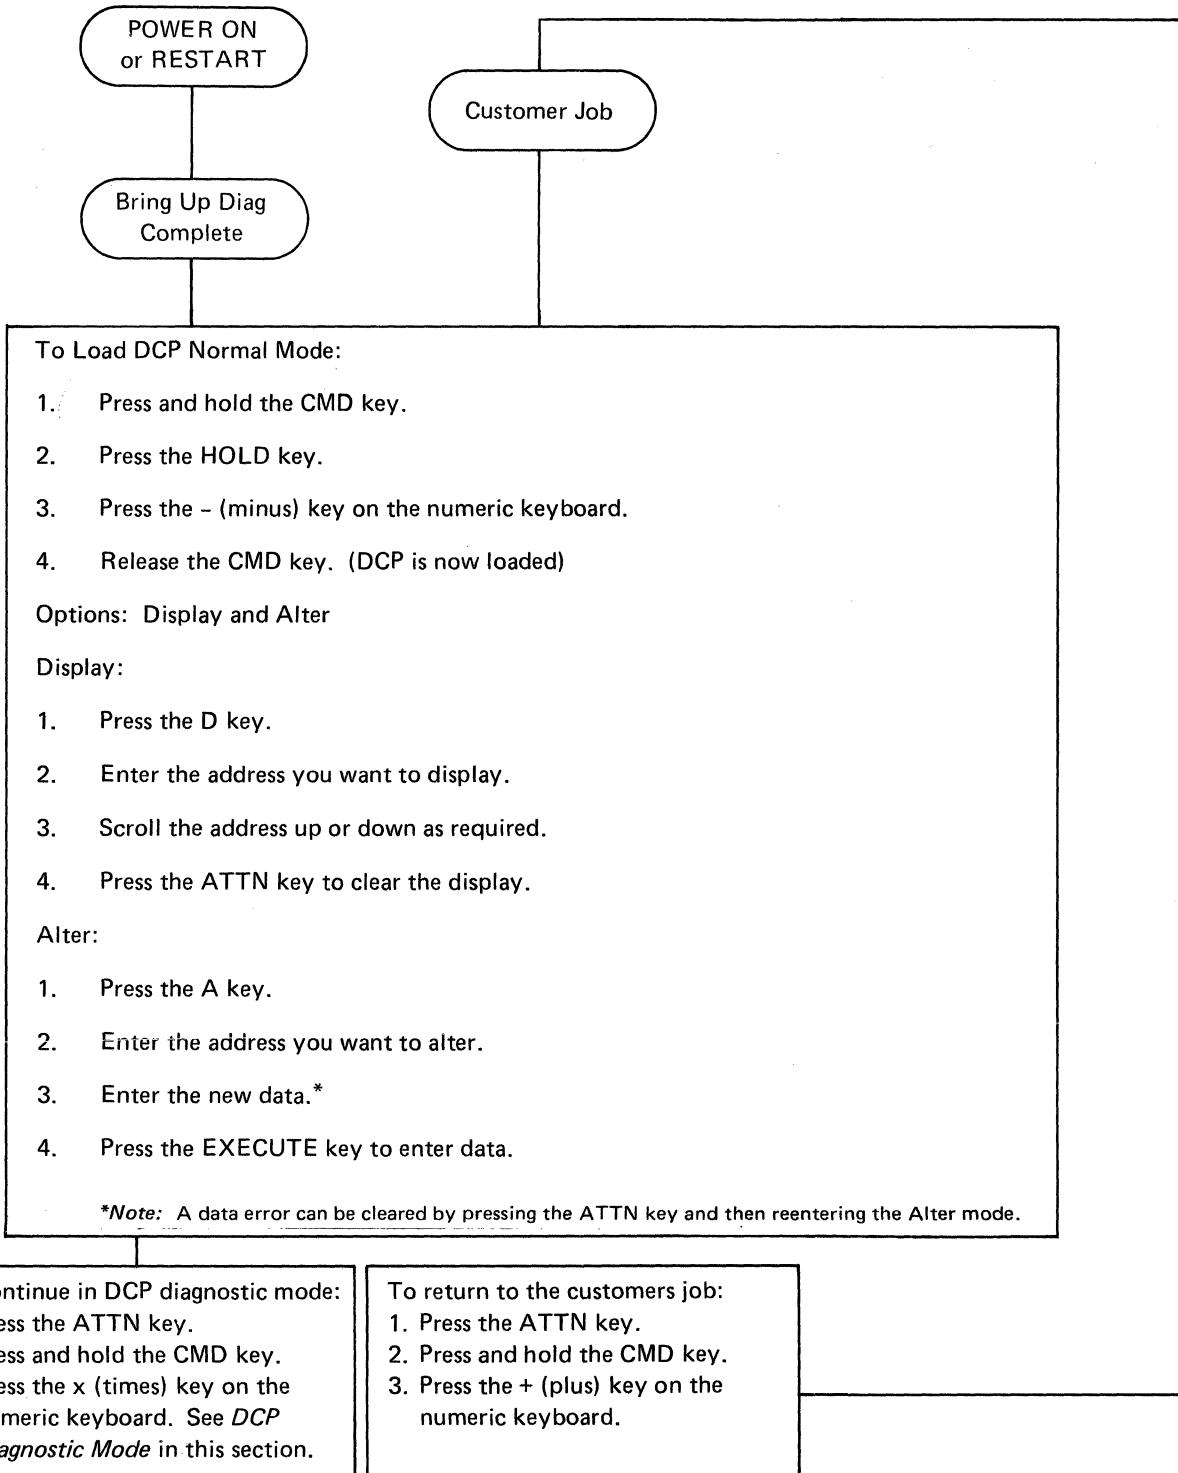 POWER ON
or RESTART
Customer Job
Bring Up Diag
Complete
To Load DCP Normal Mode:
1. Press and hold the CMD key.
2. Press the HOLD key.
3. Press the – (minus) key on the numeric keyboard.
4. Release the CMD key. (DCP is now loaded)
Options: Display and Alter
Display:
1. Press the D key.
2. Enter the address you want to display.
3. Scroll the address up or down as required.
4. Press the ATTN key to clear the display.
Alter:
1. Press the A key.
2. Enter the address you want to alter.
3. Enter the new data.*
4. Press the EXECUTE key to enter data.
*Note: A data error can be cleared by pressing the ATTN key and then reentering the Alter mode.
ntinue in DCP diagnostic mode:
ess the ATTN key.
ess and hold the CMD key.
ess the x (times) key on the
meric keyboard. See DCP
agnostic Mode in this section.
To return to the customers job:
1. Press the ATTN key.
2. Press and hold the CMD key.
3. Press the + (plus) key on the
numeric keyboard.